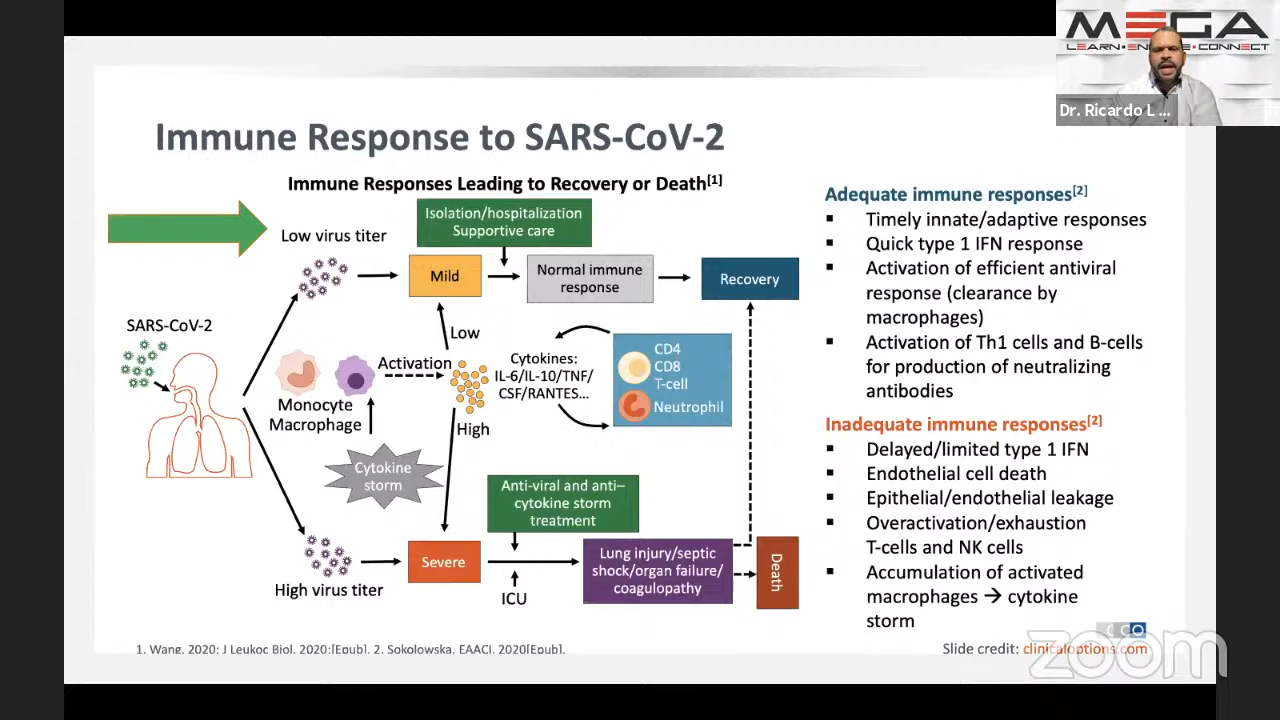 MEGA
LEARN•EN
E•CONNECT
Dr. Ricardo L ...
Immune Response to SARS-CoV-2
Immune Responses Leading to Recovery or Death[1]
Isolation/hospitalization
Supportive care
Low virus titer
Mild
Normal immune
response
Recovery
SARS-CoV-2
Low
Activation
Monocyte
Macrophage
Cytokines:
IL-6/IL-10/TNF/
CSF/RANTES...
CD4
CD8
T-cell
Neutrophil
High
Cytokine
storm
Anti-viral and anti–
cytokine storm
treatment
Severe
ICU
Lung injury/septic
shock/organ failure/
coagulopathy
Death
High virus titer
Adequate immune responses[2]
▪ Timely innate/adaptive responses
▪ Quick type 1 IFN response
▪ Activation of efficient antiviral
response (clearance by
macrophages)
▪ Activation of Th1 cells and B-cells
for production of neutralizing
antibodies
Inadequate immune responses[2]
▪ Delayed/limited type 1 IFN
▪ Endothelial cell death
▪ Epithelial/endothelial leakage
▪ Overactivation/exhaustion
T-cells and NK cells
▪ Accumulation of activated
macrophages → cytokine
storm
1. Wang. 2020: J Leukoc Biol. 2020:[Epub]. 2. Sokolowska. EAACI. 2020[Epub].
CCO
Slide credit: clinicaloptions.com
zoom